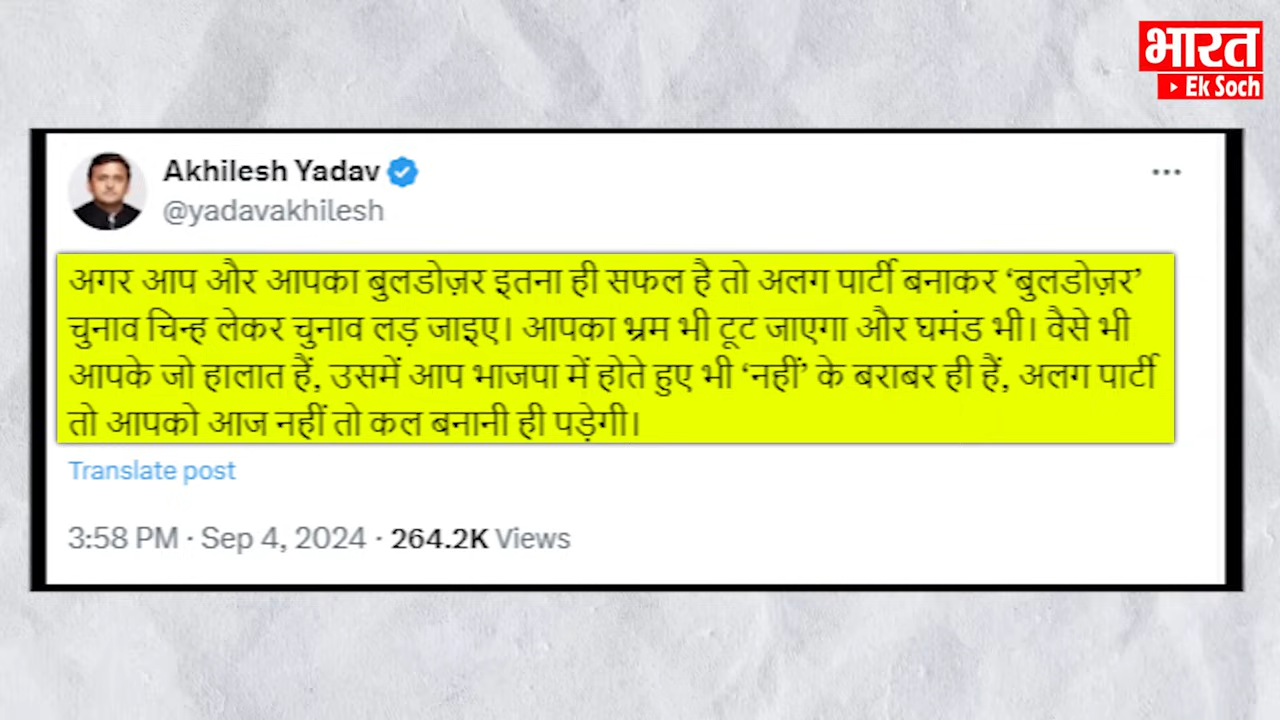 भारत
Ek Soch
Akhilesh Yadav
@yadavakhilesh
अगर आप और आपका बुलडोज़र इतना ही सफल है तो अलग पार्टी बनाकर ‘बुलडोज़र’
चुनाव चिन्ह लेकर चुनाव लड़ जाइए। आपका भ्रम भी टूट जाएगा और घमंड भी। वैसे भी
आपके जो हालात हैं, उसमें आप भाजपा में होते हुए भी ‘नहीं’ के बराबर ही हैं, अलग पार्टी
तो आपको आज नहीं तो कल बनानी ही पड़ेगी।
Translate post
3:58 PM · Sep 4, 2024 · 264.2K Views